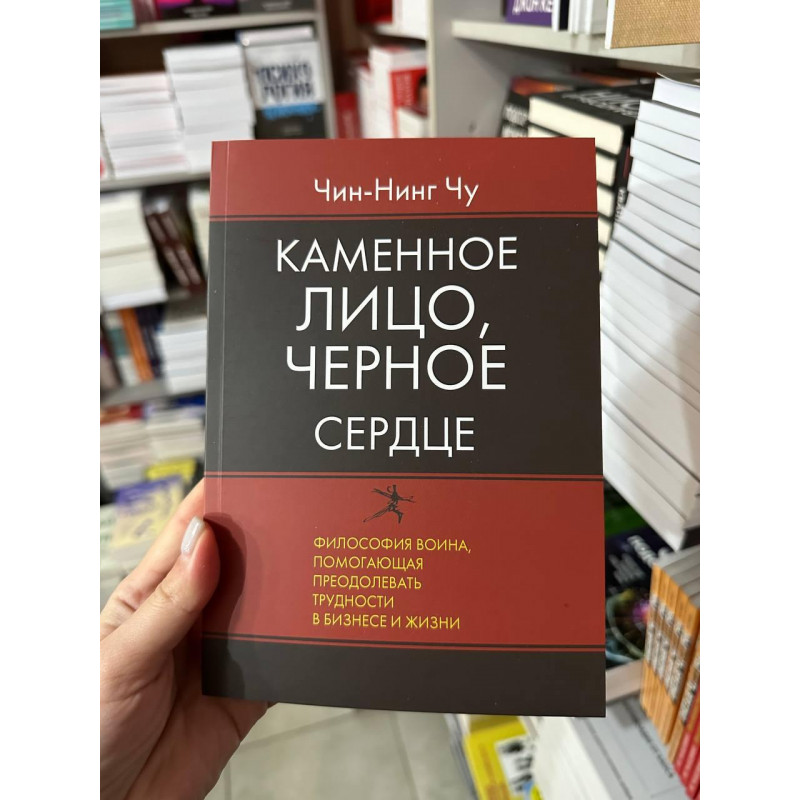 Чин-Нинг Чу
КАМЕННОЕ
ЛИЦО,
ЧЕРНОЕ
СЕРДЦЕ
ФИЛОСОФИЯ ВОИНА,
ПОМОГАЮЩАЯ
ПРЕОДОЛЕВАТЬ
ТРУДНОСТИ
В БИЗНЕСЕ И ЖИЗНИ